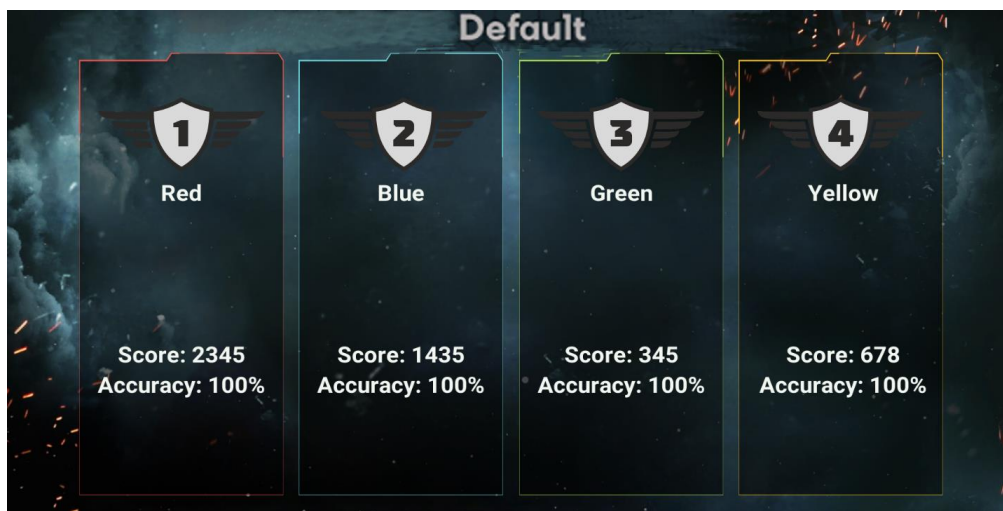 Default
1
Red
Score: 2345
Accuracy: 100%
2
Blue
Score: 1435
Accuracy: 100%
3
Green
Score: 345
Accuracy: 100%
4
Yellow
Score: 678
Accuracy: 100%